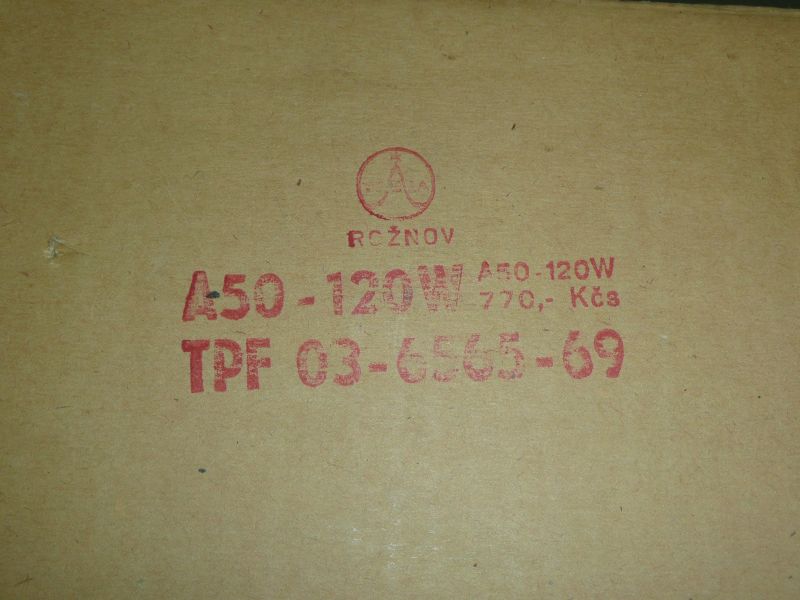 ROŽNOV
A50-120W
A50-120W
770,- Kčs
TPF 03-6565-69